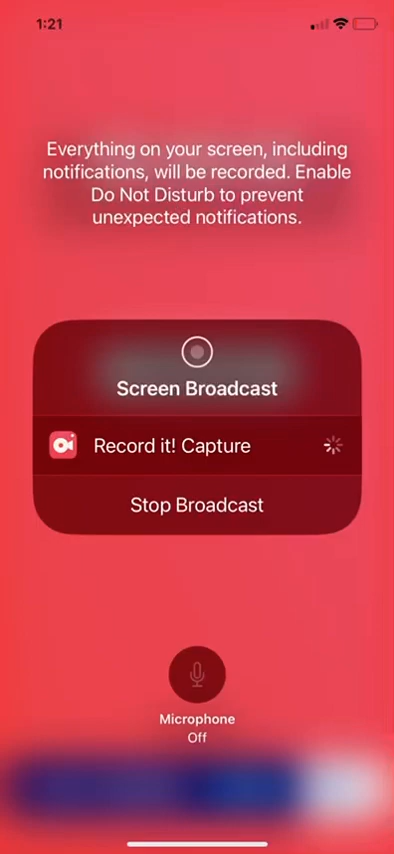 1:21
Everything on your screen, including
notifications, will be recorded. Enable
Do Not Disturb to prevent
unexpected notifications.
Screen Broadcast
Record it! Capture
Stop Broadcast
Microphone
Off